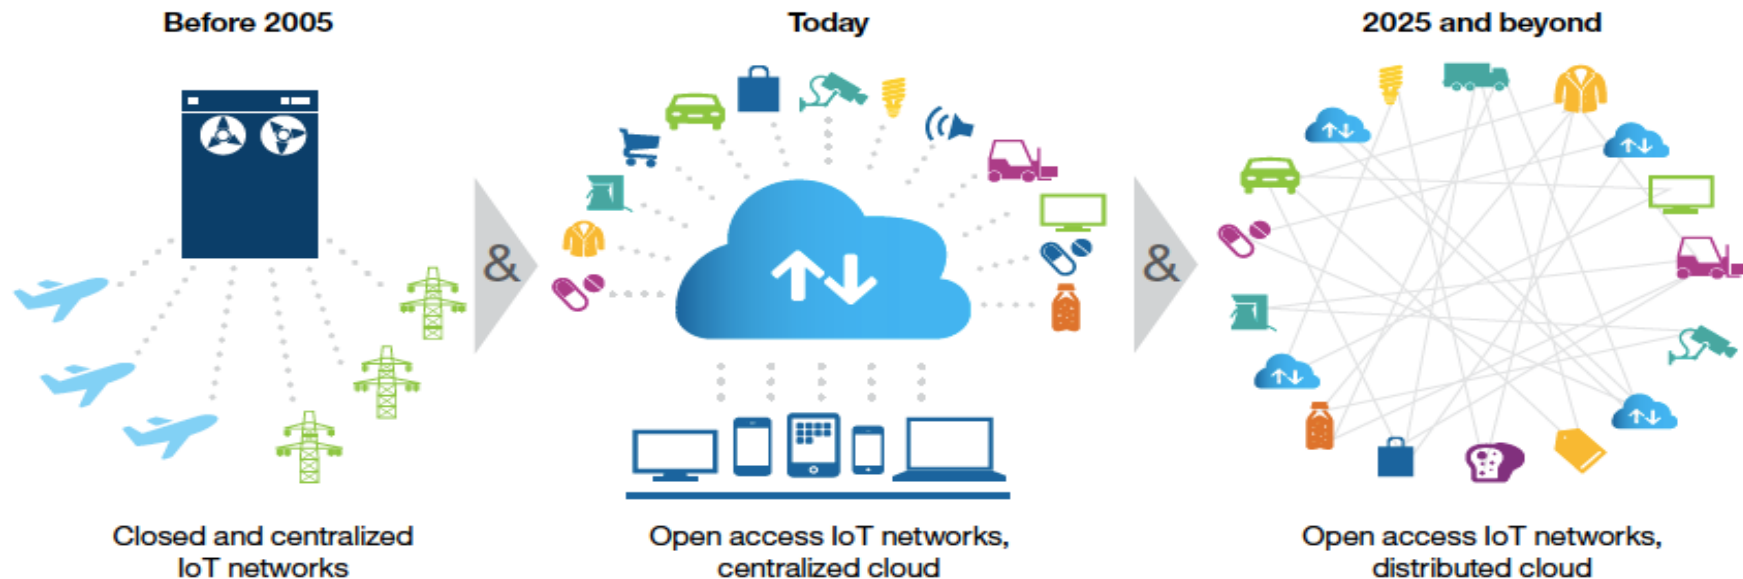 Before 2005
Today
2025 and beyond
&
&
Closed and centralized
IoT networks
Open access IoT networks,
centralized cloud
Open access IoT networks,
distributed cloud